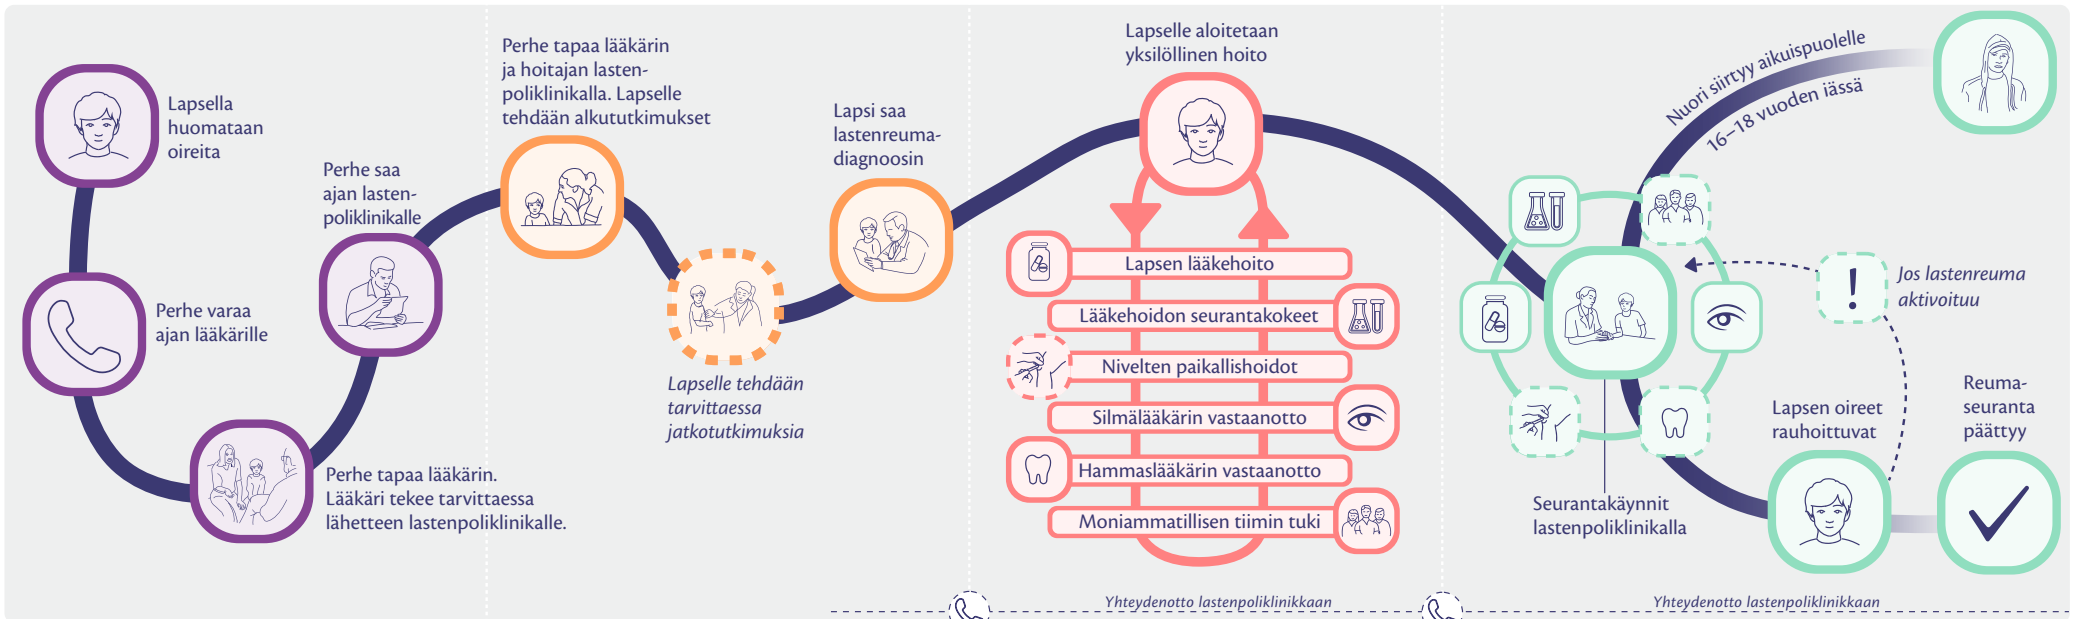 Lapsella
huomataan
oireita
Perhe varaa
ajan lääkärille
Perhe tapaa lääkärin.
Lääkäri tekee tarvittaessa
lähetteen lastenpoliklinikalle.
Perhe saa
ajan lasten-
poliklinikalle
Perhe tapaa lääkärin
ja hoitajan lasten-
poliklinikalla. Lapselle
tehdään alkututkimukset
Lapselle tehdään
tarvittaessa
jatkotutkimuksia
Lapsi saa
lastenreuma-
diagnoosin
Lapselle aloitetaan
yksilöllinen hoito
Lapsen lääkehoito
Lääkehoidon seurantakokeet
Nivelten paikallishoidot
Silmälääkärin vastaanotto
Hammaslääkärin vastaanotto
Moniammatillisen tiimin tuki
Yhteydenotto lastenpoliklinikkaan
Seurantakäynnit
lastenpoliklinikalla
Nuori siirtyy aikuispuolelle
16–18 vuoden iässä
!
Jos lastenreuma
aktivoituu
Lapsen oireet
rauhoittuvat
Reuma-
seuranta
päättyy
Yhteydenotto lastenpoliklinikkaan